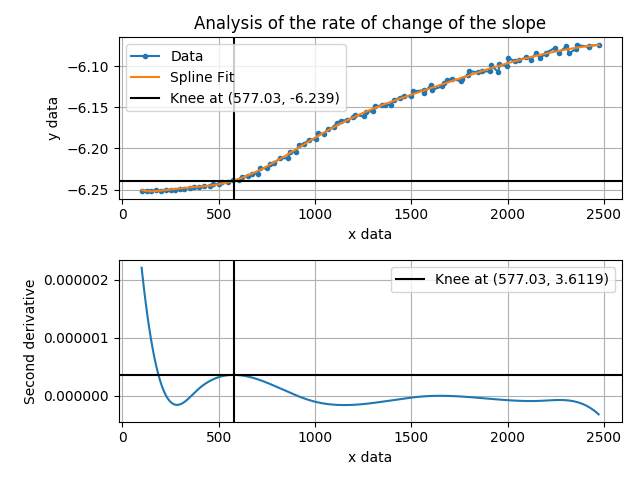 Analysis of the rate of change of the slope
y data
−6.10
−6.15
−6.20
−6.25
Data
Spline Fit
Knee at (577.03, -6.239)
0 500 1000 1500 2000 2500
x data
Second derivative
0.000002
0.000001
0.000000
Knee at (577.03, 3.6119)
0 500 1000 1500 2000 2500
x data